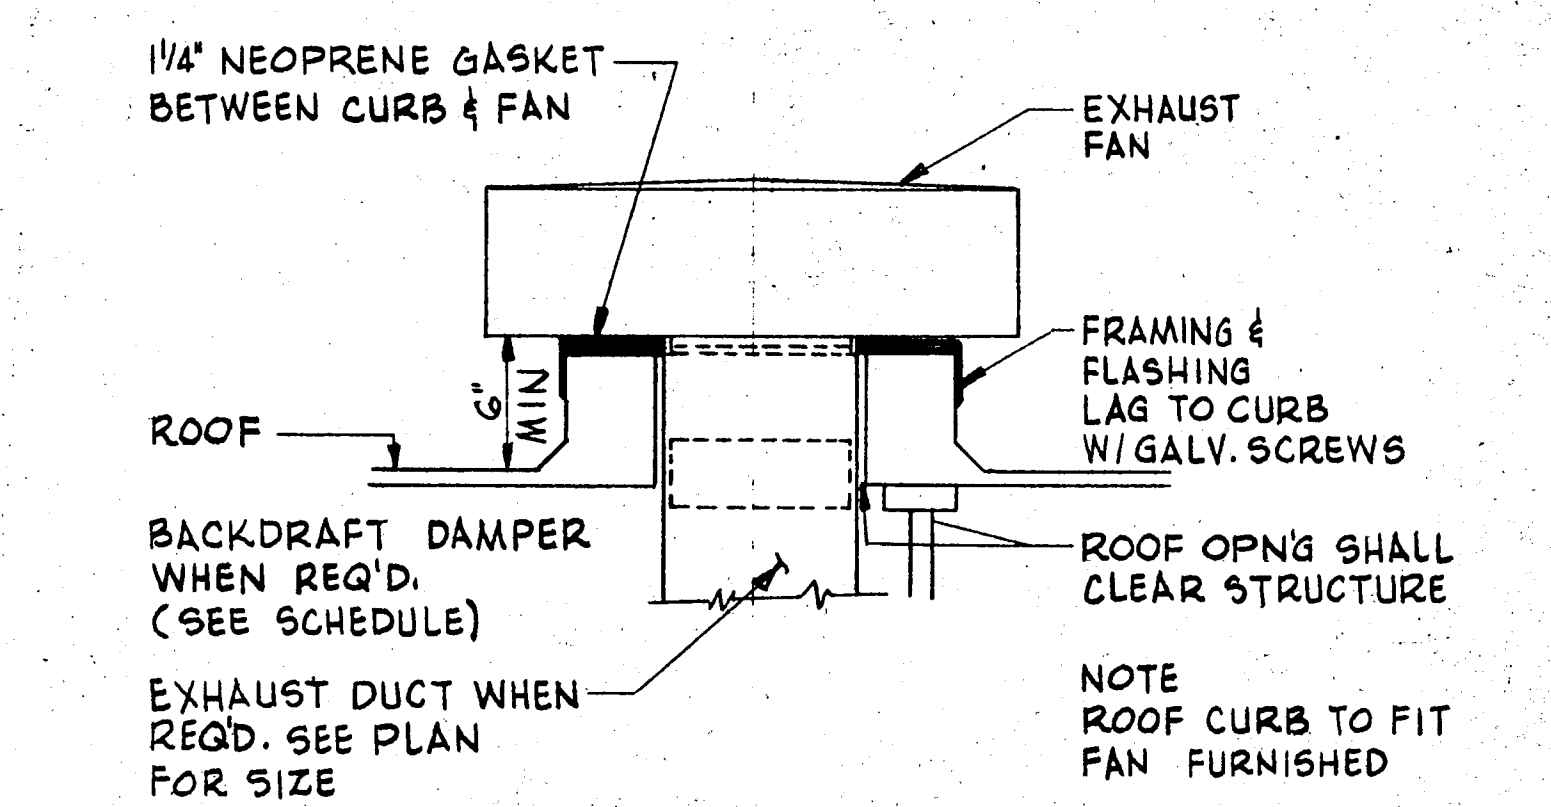 1 1/4" NEOPRENE GASKET
BETWEEN CURB & FAN
EXHAUST
FAN
FRAMING &
FLASHING
LAG TO CURB
W/ GALV. SCREWS
6" MIN
ROOF
BACKDRAFT DAMPER
WHEN REQ'D.
(SEE SCHEDULE)
ROOF OPN'G SHALL
CLEAR STRUCTURE
EXHAUST DUCT WHEN
REQ'D. SEE PLAN
FOR SIZE
NOTE
ROOF CURB TO FIT
FAN FURNISHED